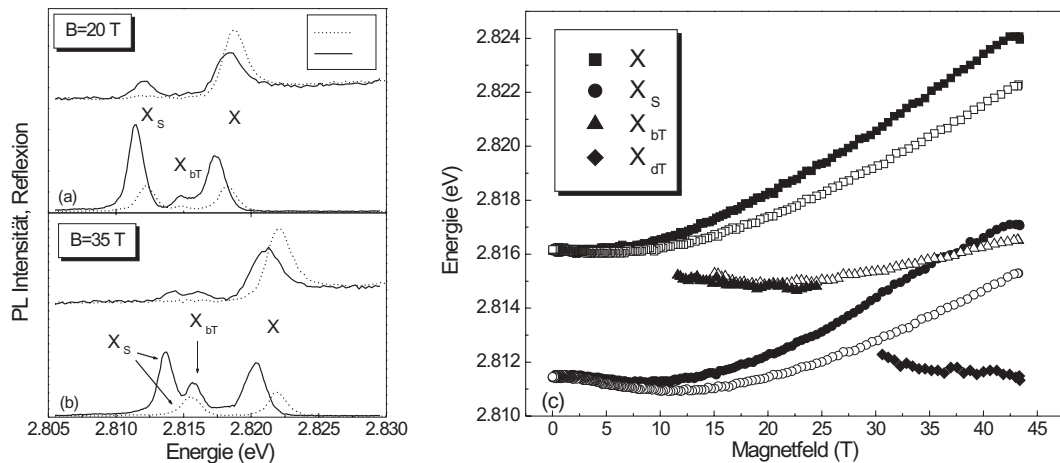 B=20 T
X_S
X
X_bT
(a)
B=35 T
X_bT
X
X_S
(b)
2.805 2.810 2.815 2.820 2.825 2.830
Energie (eV)
PL Intensität, Reflexion
2.824
2.822
2.820
2.818
2.816
2.814
2.812
2.810
Energie (eV)
X
X_S
X_bT
X_dT
(c)
0 5 10 15 20 25 30 35 40 45
Magnetfeld (T)